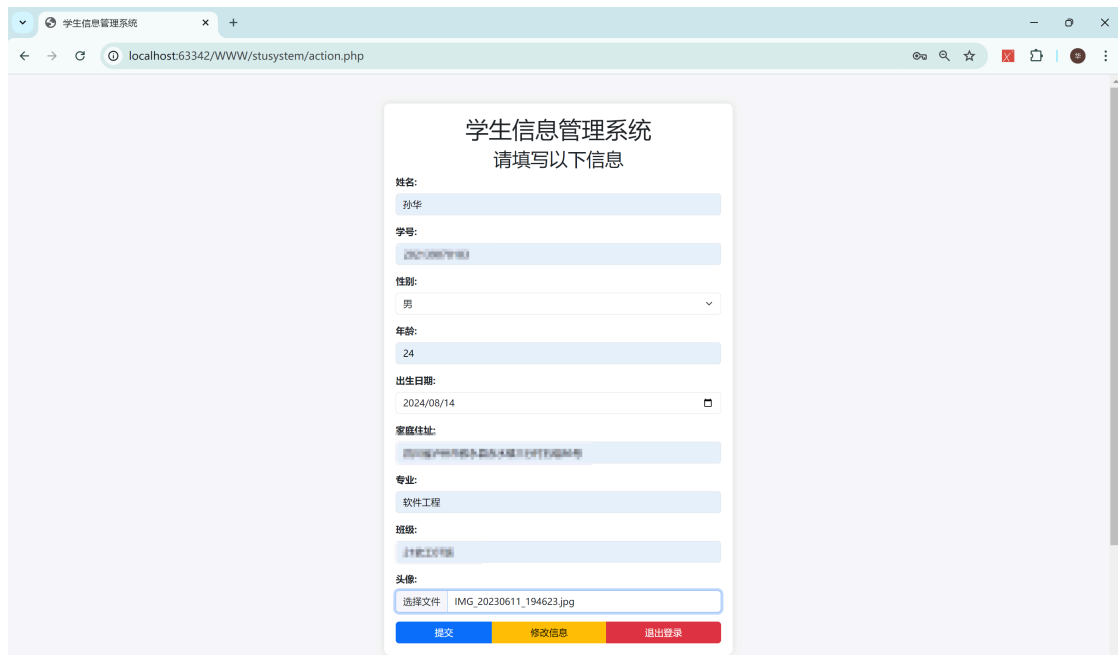 学生信息管理系统
localhost:63342/WWW/stusystem/action.php
华
学生信息管理系统
请填写以下信息
姓名:
孙华
学号:
性别:
男
年龄:
24
出生日期:
2024/08/14
家庭住址:
专业:
软件工程
班级:
头像:
选择文件 IMG_20230611_194623.jpg
提交 修改信息 退出登录